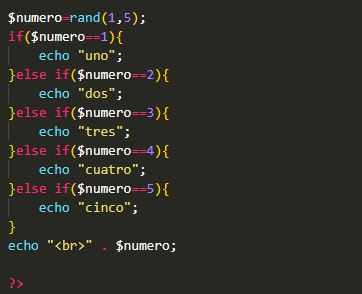 $numero=rand(1,5);
if($numero==1){
    echo "uno";
}else if($numero==2){
    echo "dos";
}else if($numero==3){
    echo "tres";
}else if($numero==4){
    echo "cuatro";
}else if($numero==5){
    echo "cinco";
}
echo "<br>" . $numero;

?>